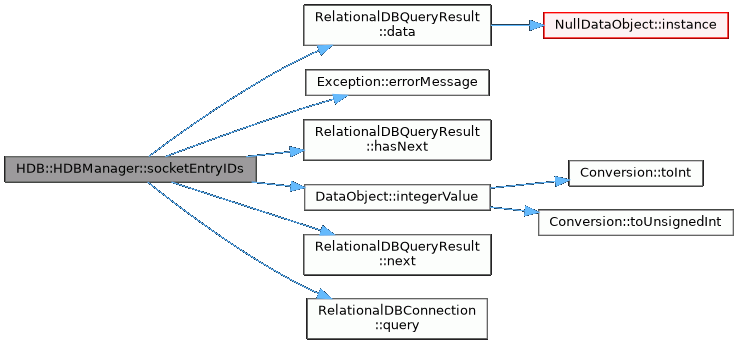 RelationalDBQueryResult
::data
NullDataObject::instance
Exception::errorMessage
RelationalDBQueryResult
::hasNext
HDB::HDBManager::socketEntryIDs
DataObject::integerValue
Conversion::toInt
Conversion::toUnsignedInt
RelationalDBQueryResult
::next
RelationalDBConnection
::query